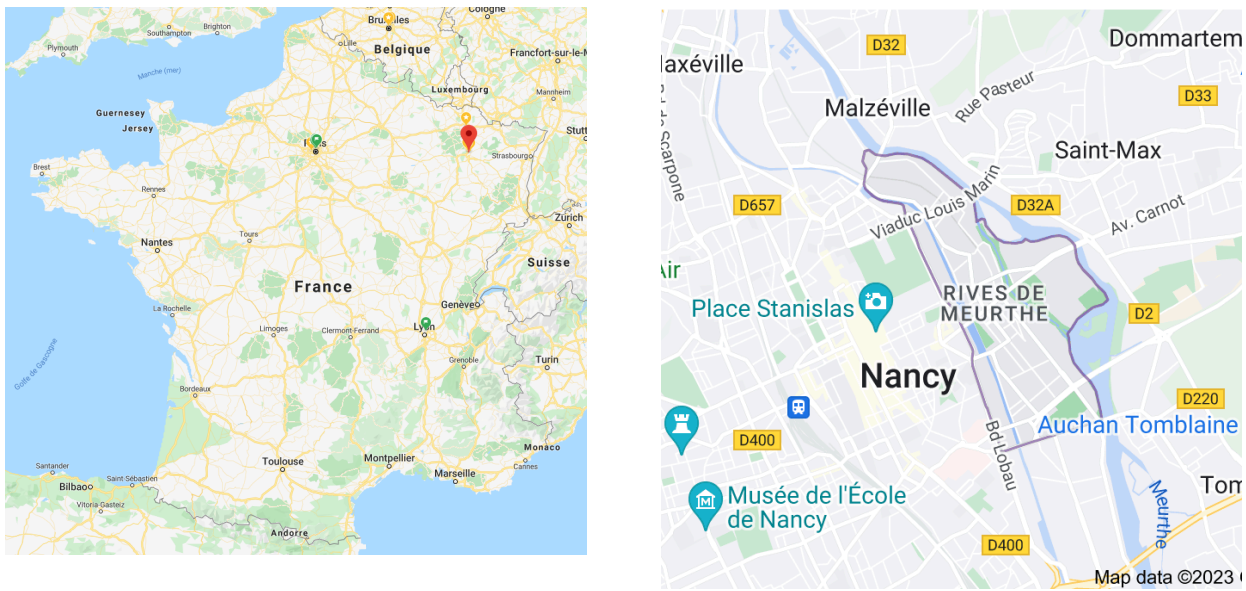 Cologne
Southampton
Brighton
Bruxelles
Lille
Belgique
Plymouth
Francfort-sur-le-M
Manche (mer)
Luxembourg
Mannheim
Guernesey
Jersey
Stutt
Strasbourg
Brest
Rennes
Zürich
Tours
Nantes
Suisse
France
Genève
La Rochelle
Lyon
Limoges
Clermont-Ferrand
Turin
Grenoble
Golfe de Gascogne
Bordeaux
Monaco
Toulouse
Montpellier
Cannes
Santander
Marseille
Saint-Sébastien
Bilbao
Vitoria-Gasteiz
Andorre
D32
Dommartem
laxéville
D33
Malzéville
Rue Pasteur
de Scarpone
Saint-Max
D657
Viaduc Louis Marin
D32A
Av. Carnot
Air
Place Stanislas
RIVES DE
MEURTHE
D2
Nancy
D220
Auchan Tomblaine
D400
Bd Lobau
Tom
Musée de l'École
de Nancy
Meurthe
D400
Map data ©2023